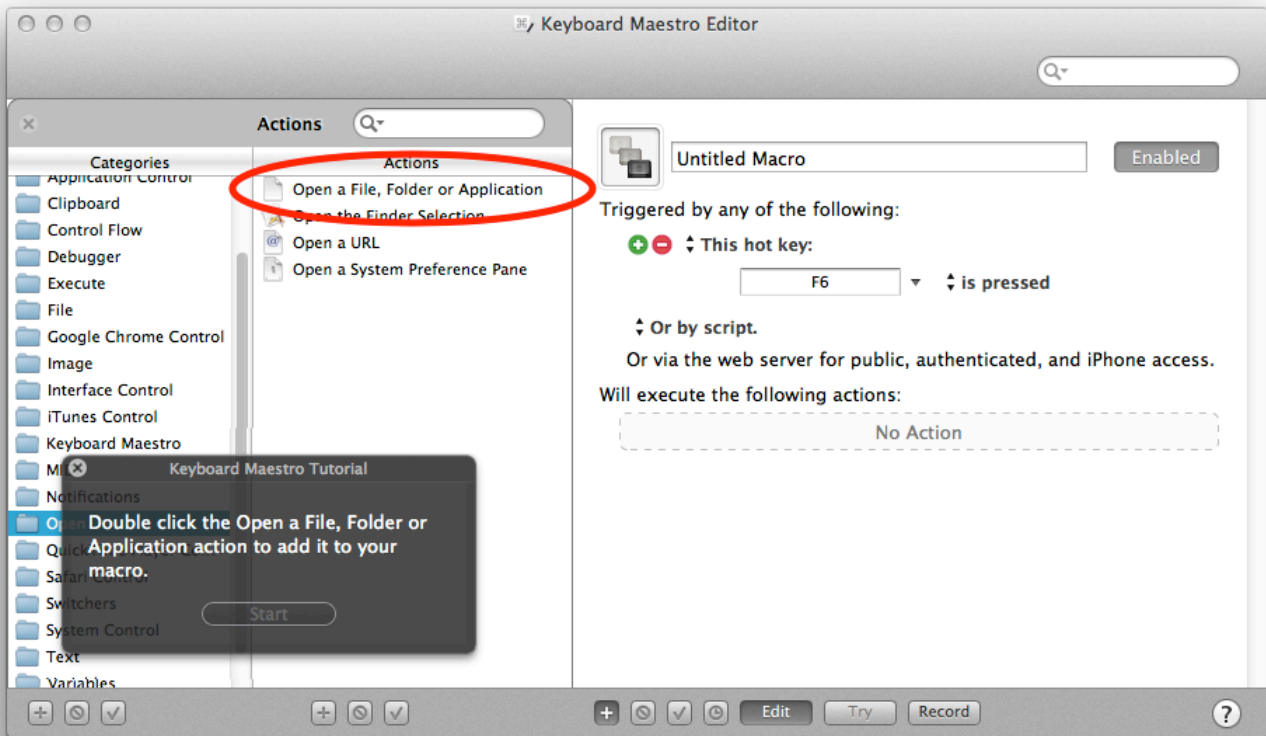 Keyboard Maestro Editor
Actions
Categories
Actions
Application Control
Clipboard
Control Flow
Debugger
Execute
File
Google Chrome Control
Image
Interface Control
iTunes Control
Keyboard Maestro
Notifications
Open
Safari Control
Switchers
System Control
Text
Variables
Open a File, Folder or Application
Open the Finder Selection
Open a URL
Open a System Preference Pane
Keyboard Maestro Tutorial
Double click the Open a File, Folder or
Application action to add it to your
macro.
Start
Untitled Macro
Enabled
Triggered by any of the following:
This hot key:
F6
is pressed
Or by script.
Or via the web server for public, authenticated, and iPhone access.
Will execute the following actions:
No Action
Edit
Try
Record
?